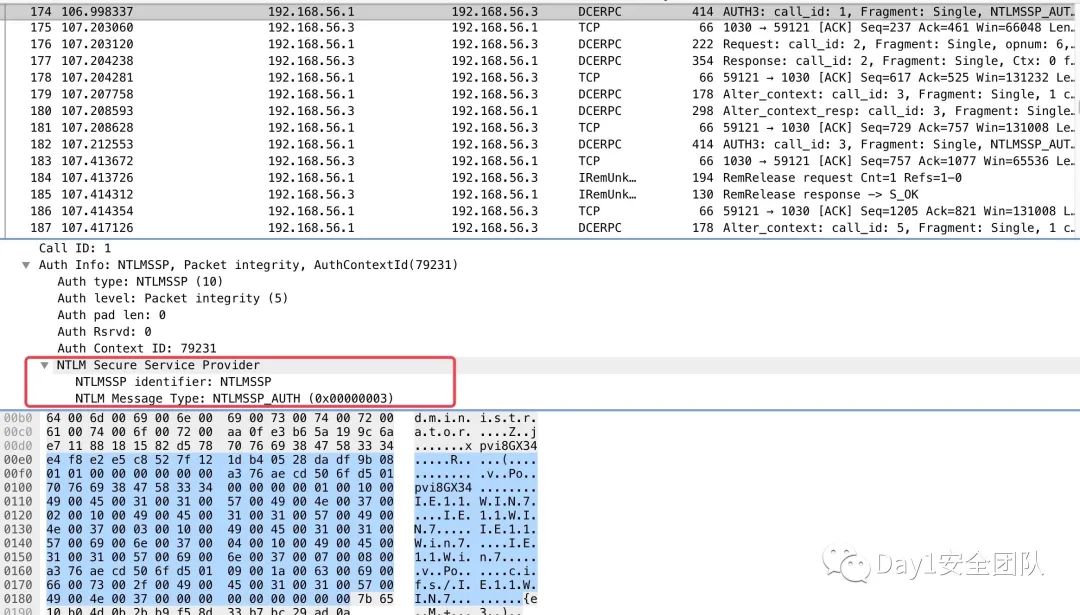 174 106.998337 192.168.56.1 192.168.56.3 DCERPC 414 AUTH3: call_id: 1, Fragment: Single, NTLMSSP_AUT…
175 107.203060 192.168.56.3 192.168.56.1 TCP 66 1030 → 59121 [ACK] Seq=237 Ack=461 Win=66048 Len…
176 107.203120 192.168.56.1 192.168.56.3 DCERPC 222 Request: call_id: 2, Fragment: Single, opnum: 6,…
177 107.204238 192.168.56.3 192.168.56.1 DCERPC 354 Response: call_id: 2, Fragment: Single, Ctx: 0 f…
178 107.204281 192.168.56.1 192.168.56.3 TCP 66 59121 → 1030 [ACK] Seq=617 Ack=525 Win=131232 Le…
179 107.207758 192.168.56.1 192.168.56.3 DCERPC 178 Alter_context: call_id: 3, Fragment: Single, 1 c…
180 107.208593 192.168.56.3 192.168.56.1 DCERPC 298 Alter_context_resp: call_id: 3, Fragment: Single…
181 107.208628 192.168.56.1 192.168.56.3 TCP 66 59121 → 1030 [ACK] Seq=729 Ack=757 Win=131008 Le…
182 107.212553 192.168.56.1 192.168.56.3 DCERPC 414 AUTH3: call_id: 3, Fragment: Single, NTLMSSP_AUT…
183 107.413672 192.168.56.3 192.168.56.1 TCP 66 1030 → 59121 [ACK] Seq=757 Ack=1077 Win=65536 Le…
184 107.413726 192.168.56.1 192.168.56.3 IRemUnk… 194 RemRelease request Cnt=1 Refs=1-0
185 107.414312 192.168.56.3 192.168.56.1 IRemUnk… 130 RemRelease response -> S_OK
186 107.414354 192.168.56.1 192.168.56.3 TCP 66 59121 → 1030 [ACK] Seq=1205 Ack=821 Win=131008 L…
187 107.417126 192.168.56.1 192.168.56.3 DCERPC 178 Alter_context: call_id: 5, Fragment: Single, 1 c…
Call ID: 1
Auth Info: NTLMSSP, Packet integrity, AuthContextId(79231)
Auth type: NTLMSSP (10)
Auth level: Packet integrity (5)
Auth pad len: 0
Auth Rsrvd: 0
Auth Context ID: 79231
NTLM Secure Service Provider
NTLMSSP identifier: NTLMSSP
NTLM Message Type: NTLMSSP_AUTH (0x00000003)
00b0 64 00 6d 00 69 00 6e 00 69 00 73 00 74 00 72 00 d.m.i.n. i.s.t.r.
00c0 61 00 74 00 6f 00 72 00 aa 0f e3 b6 5a 19 9c 6a a.t.o.r. ....Z..j
00d0 e7 11 88 18 15 82 d5 78 70 76 69 38 47 58 33 34 .......x pvi8GX34
00e0 e4 f8 e2 e5 c8 52 7f 12 1d b4 05 28 da df 9b 08 .....R.. ...(....
00f0 01 01 00 00 00 00 00 00 a3 76 ae cd 50 6f d5 01 ........ .v..Po..
0100 70 76 69 38 47 58 33 34 00 00 00 00 01 00 10 00 pvi8GX34 ........
0110 49 00 45 00 31 00 31 00 57 00 49 00 4e 00 37 00 I.E.1.1. W.I.N.7.
0120 02 00 10 00 49 00 45 00 31 00 31 00 57 00 49 00 ....I.E. 1.1.W.I.
0130 4e 00 37 00 03 00 10 00 49 00 45 00 31 00 31 00 N.7..... I.E.1.1.
0140 57 00 69 00 6e 00 37 00 04 00 10 00 49 00 45 00 W.i.n.7. ....I.E.
0150 31 00 31 00 57 00 69 00 6e 00 37 00 07 00 08 00 1.1.W.i. n.7.....
0160 a3 76 ae cd 50 6f d5 01 09 00 1a 00 63 00 69 00 .v..Po.. ....c.i.
0170 66 00 73 00 2f 00 49 00 45 00 31 00 31 00 57 00 f.s./.I. E.1.1.W.
0180 49 00 4e 00 37 00 00 00 00 00 00 00 00 00 7b 65 I.N.7... ......{e
0190 10 b0 4d 0b 2b b9 f5 8d 33 b7 bc 29 ad 0a ..M.+... 3..)..
Day1安全团队